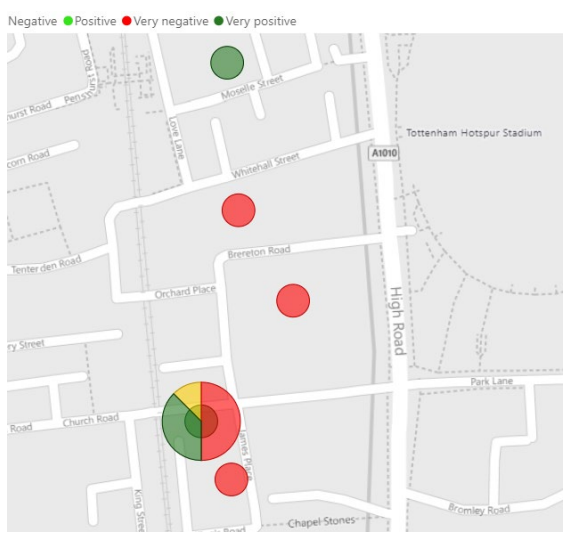 Negative Positive Very negative Very positive
Moselle Street
Love Lane
Tottenham Hotspur Stadium
A1010
Whitehall Street
Brereton Road
Tenterden Road
Orchard Place
High Road
Park Lane
Church Road
Road
James Place
King
Bromley Road
Chapel Stones
Road